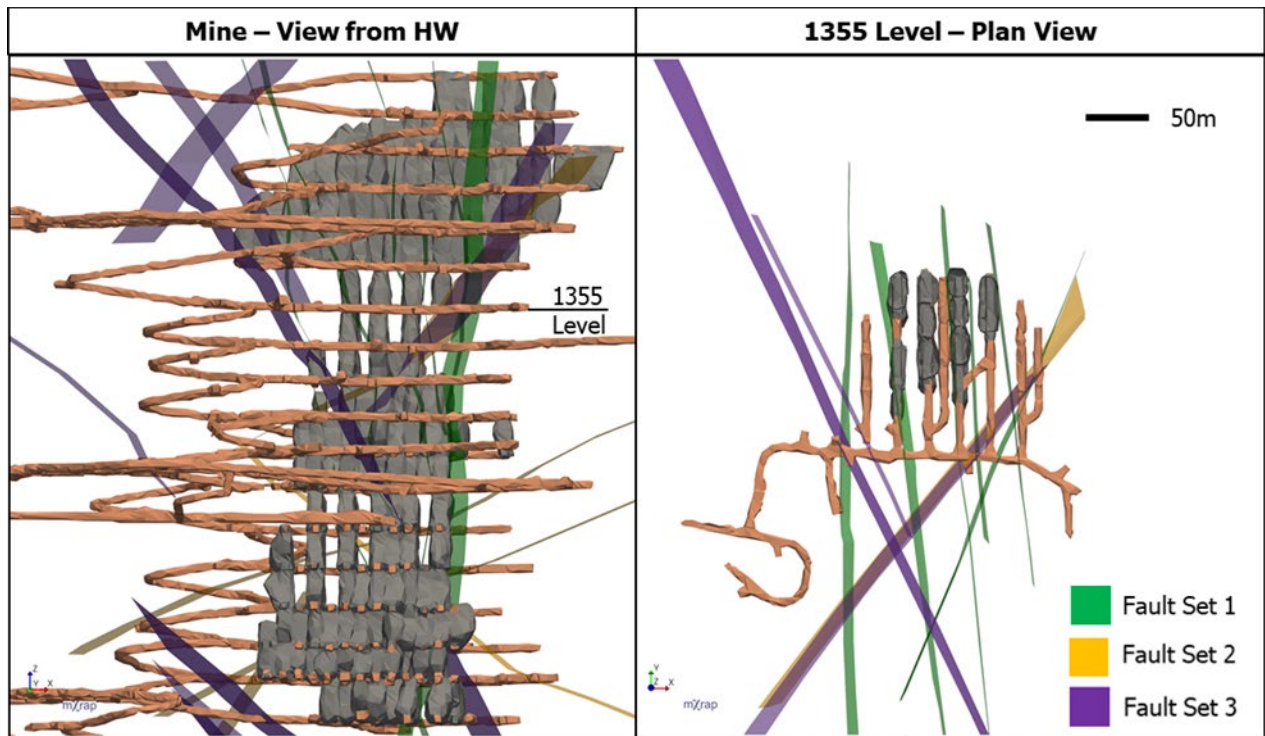 Mine – View from HW
1355 Level – Plan View
1355
Level
Z
Y X
mXrap
50m
Fault Set 1
Fault Set 2
Fault Set 3
Y
Z X
mXrap